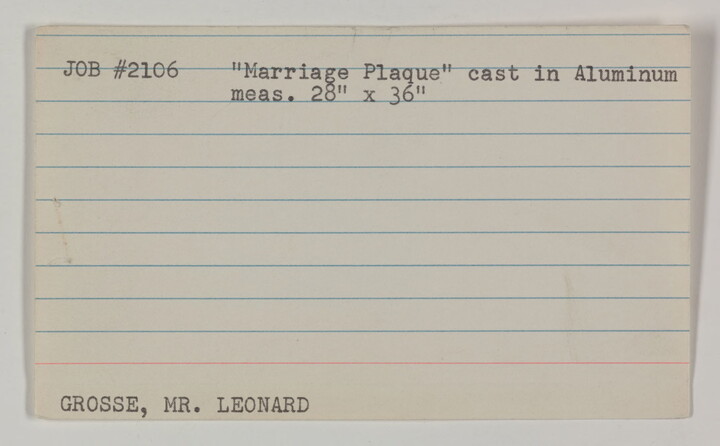 JOB #2106 "Marriage Plaque" cast in Aluminum
meas. 28" x 36"
GROSSE, MR. LEONARD